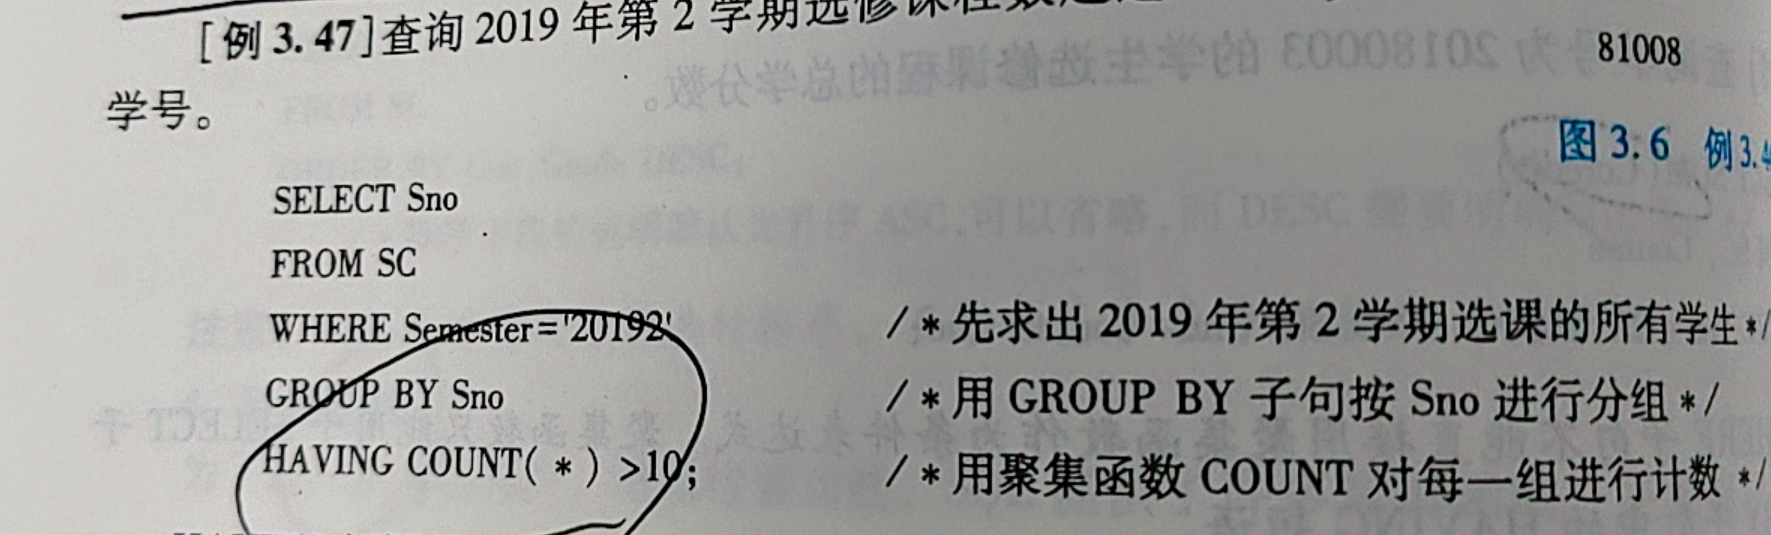 [例 3.47]查询 2019 年第 2 学期选修课程数
81008
学号。
图 3.6 例 3.4
SELECT Sno
FROM SC
WHERE Semester='20192' /*先求出 2019 年第 2 学期选课的所有学生*/
GROUP BY Sno /*用 GROUP BY 子句按 Sno 进行分组*/
HAVING COUNT(*)>10; /*用聚集函数 COUNT 对每一组进行计数*/